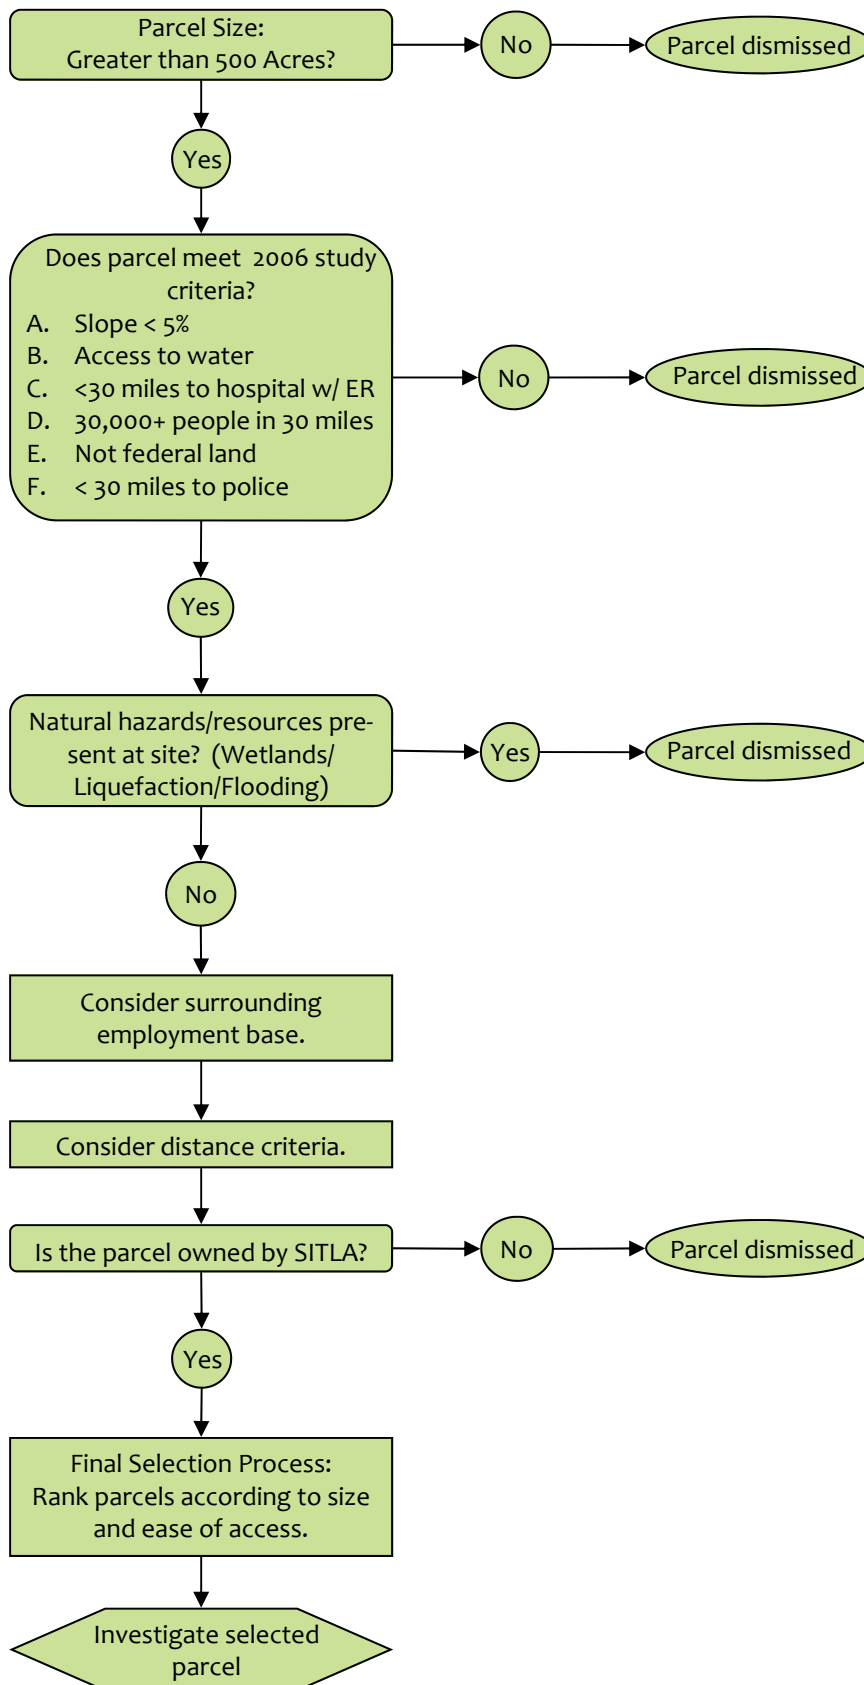 Parcel Size:
Greater than 500 Acres?
No
Parcel dismissed
Yes
Does parcel meet 2006 study
criteria?
A. Slope < 5%
B. Access to water
C. <30 miles to hospital w/ ER
D. 30,000+ people in 30 miles
E. Not federal land
F. < 30 miles to police
No
Parcel dismissed
Yes
Natural hazards/resources pre-
sent at site? (Wetlands/
Liquefaction/Flooding)
Yes
Parcel dismissed
No
Consider surrounding
employment base.
Consider distance criteria.
Is the parcel owned by SITLA?
No
Parcel dismissed
Yes
Final Selection Process:
Rank parcels according to size
and ease of access.
Investigate selected
parcel